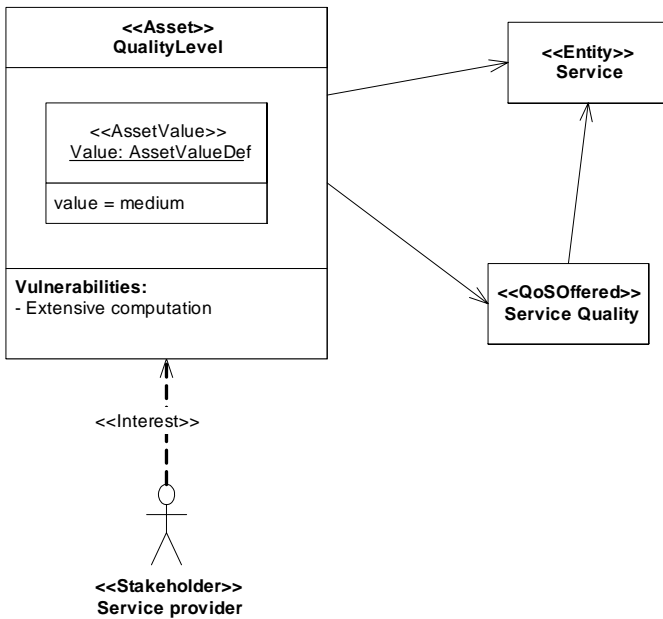 <<Asset>>
QualityLevel
<<AssetValue>>
Value: AssetValueDef
value = medium
Vulnerabilities:
- Extensive computation
<<Entity>>
Service
<<QoSOffered>>
Service Quality
<<Interest>>
<<Stakeholder>>
Service provider